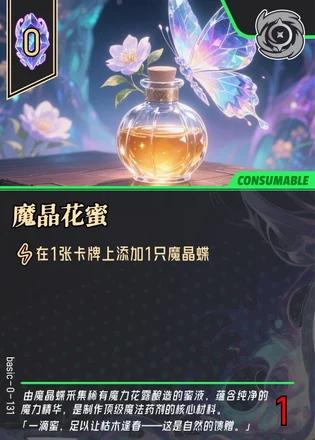 0
CONSUMABLE
魔晶花蜜
在1张卡牌上添加1只魔晶蝶
basic-0-131
由魔晶蝶采集稀有魔力花露酿造的蜜液，蕴含纯净的
魔力精华，是制作顶级魔法药剂的核心材料。
「一滴蜜，足以让枯木逢春——这是自然的馈赠。」
1